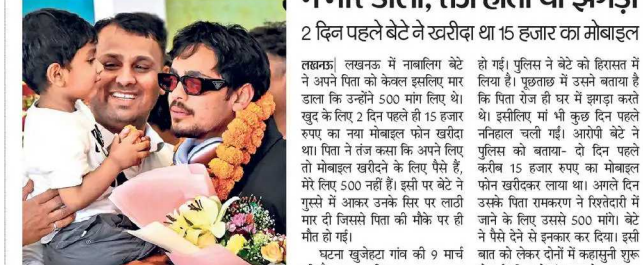 2 दिन पहले बेटे ने खरीदा था 15 हजार का मोबाइल
लखनऊ| लखनऊ में नाबालिग बेटे
ने अपने पिता को केवल इसलिए मार
डाला कि उन्होंने 500 मांग लिए थे।
खुद के लिए 2 दिन पहले ही 15 हजार
रुपए का नया मोबाइल फोन खरीदा
था। पिता ने तंज कसा कि अपने लिए
तो मोबाइल खरीदने के लिए पैसे हैं,
मेरे लिए 500 नहीं हैं। इसी पर बेटे ने
गुस्से में आकर उनके सिर पर लाठी
मार दी जिससे पिता की मौके पर ही
मौत हो गई।
घटना खुजेहटा गांव की 9 मार्च
हो गई। पुलिस ने बेटे को हिरासत में
लिया है। पूछताछ में उसने बताया है
कि पिता रोज ही घर में झगड़ा करते
थे। इसीलिए मां भी कुछ दिन पहले
ननिहाल चली गईं। आरोपी बेटे ने
पुलिस को बताया- दो दिन पहले
करीब 15 हजार रुपए का मोबाइल
फोन खरीदकर लाया था। अगले दिन
उसके पिता रामकरण ने रिश्तेदारी में
जाने के लिए उससे 500 मांगे। बेटे
ने पैसे देने से इनकार कर दिया। इसी
बात को लेकर दोनों में कहासुनी शुरू